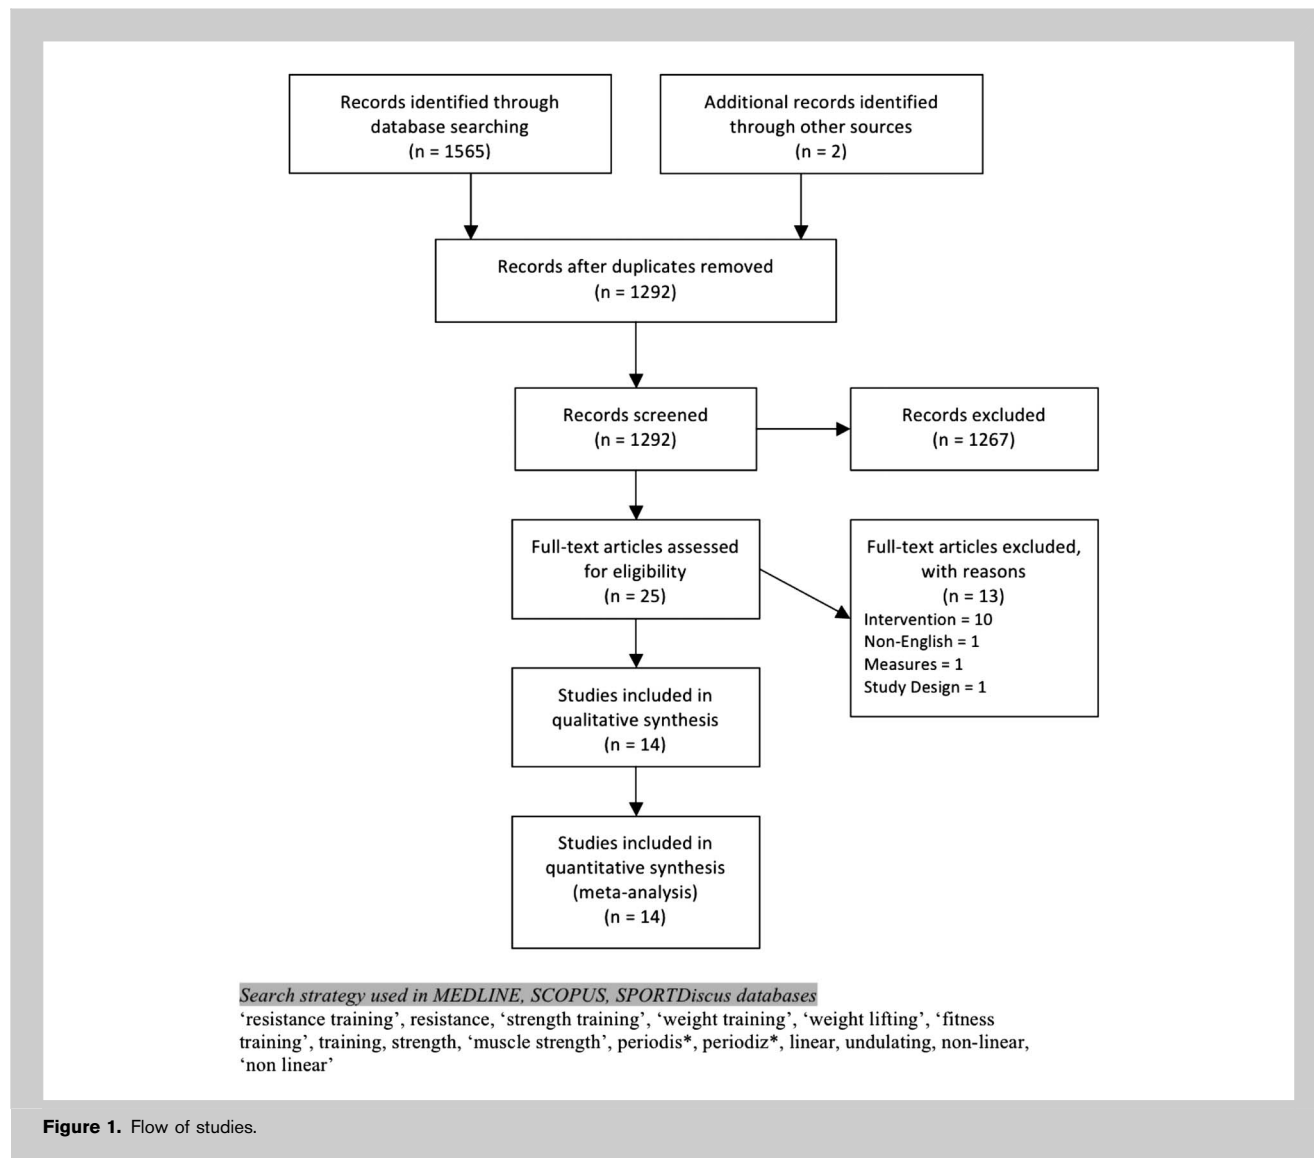 Records identified through
database searching
(n = 1565)
Additional records identified
through other sources
(n = 2)
Records after duplicates removed
(n = 1292)
Records screened
(n = 1292)
Records excluded
(n = 1267)
Full-text articles assessed
for eligibility
(n = 25)
Full-text articles excluded,
with reasons
(n = 13)
Intervention = 10
Non-English = 1
Measures = 1
Study Design = 1
Studies included in
qualitative synthesis
(n = 14)
Studies included in
quantitative synthesis
(meta-analysis)
(n = 14)
Search strategy used in MEDLINE, SCOPUS, SPORTDiscus databases
‘resistance training’, resistance, ‘strength training’, ‘weight training’, ‘weight lifting’, ‘fitness
training’, training, strength, ‘muscle strength’, periodis*, periodiz*, linear, undulating, non-linear,
‘non linear’
Figure 1. Flow of studies.